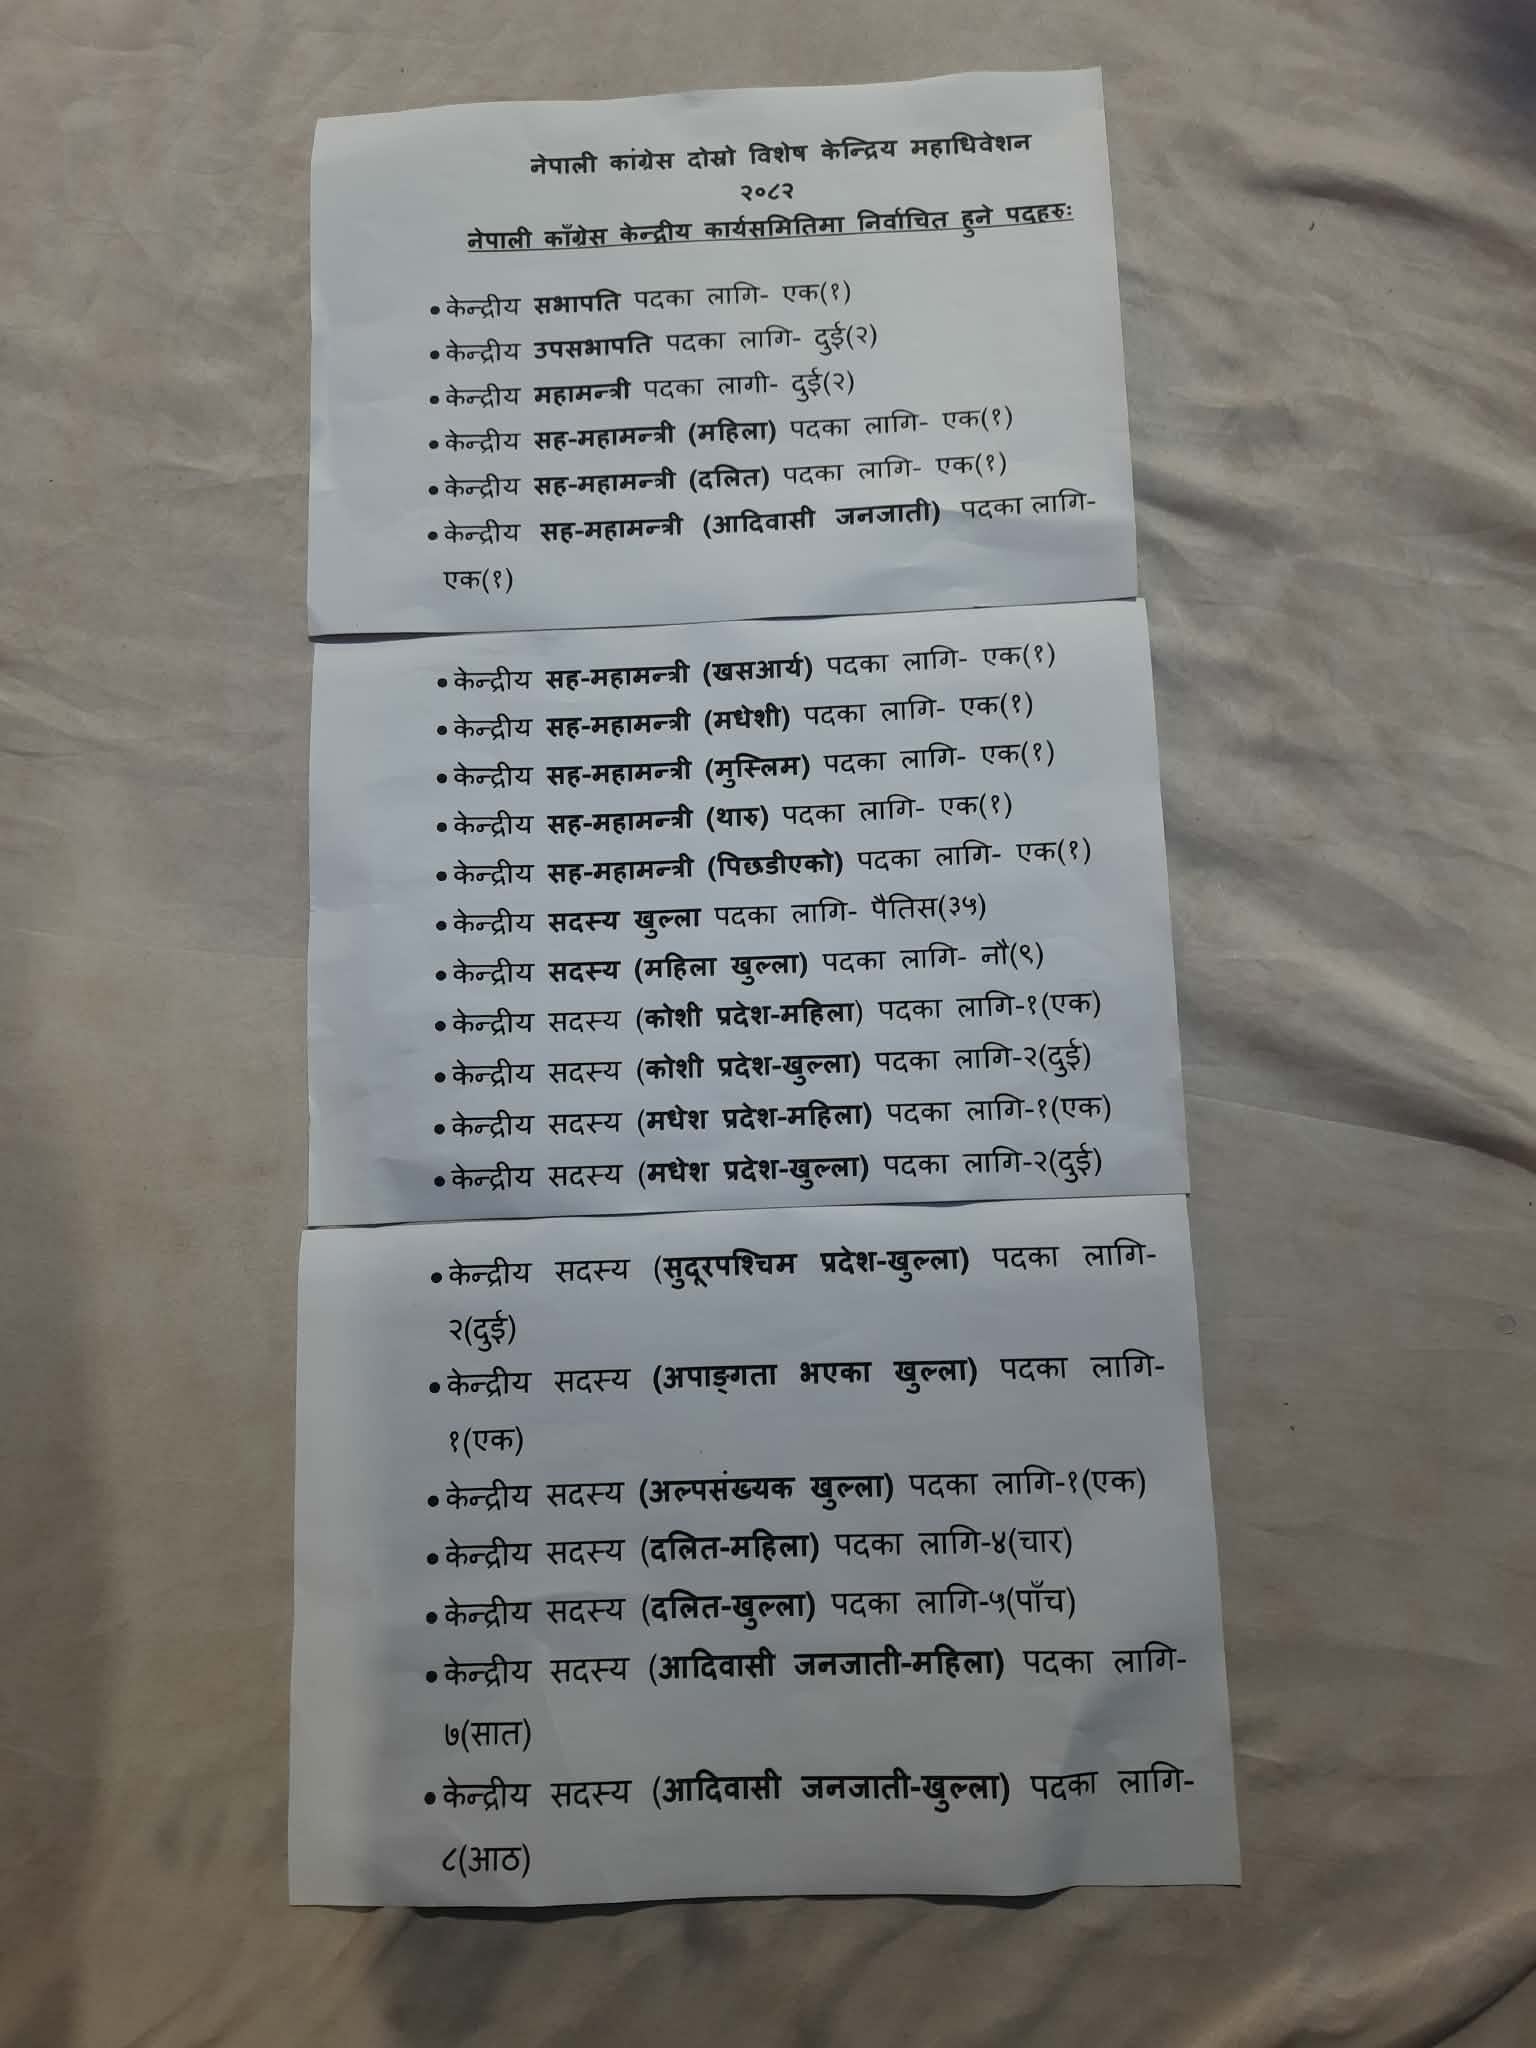 नेपाली कांग्रेस दोस्रो विशेष केन्द्रिय महाधिवेशन
२०८२
नेपाली काँग्रेस केन्द्रीय कार्यसमितिमा निर्वाचित हुने पदहरुः
• केन्द्रीय सभापति पदका लागि- एक(१)
• केन्द्रीय उपसभापति पदका लागि- दुई(२)
• केन्द्रीय महामन्त्री पदका लागी- दुई(२)
• केन्द्रीय सह-महामन्त्री (महिला) पदका लागि- एक(१)
• केन्द्रीय सह-महामन्त्री (दलित) पदका लागि- एक(१)
• केन्द्रीय सह-महामन्त्री (आदिवासी जनजाती) पदका लागि-
एक(१)
• केन्द्रीय सह-महामन्त्री (खसआर्य) पदका लागि- एक(१)
• केन्द्रीय सह-महामन्त्री (मधेशी) पदका लागि- एक(१)
• केन्द्रीय सह-महामन्त्री (मुस्लिम) पदका लागि- एक(१)
• केन्द्रीय सह-महामन्त्री (थारु) पदका लागि- एक(१)
• केन्द्रीय सह-महामन्त्री (पिछडीएको) पदका लागि- एक(१)
• केन्द्रीय सदस्य खुल्ला पदका लागि- पैतिस(३५)
• केन्द्रीय सदस्य (महिला खुल्ला) पदका लागि- नौ(९)
• केन्द्रीय सदस्य (कोशी प्रदेश-महिला) पदका लागि-१(एक)
• केन्द्रीय सदस्य (कोशी प्रदेश-खुल्ला) पदका लागि-२(दुई)
• केन्द्रीय सदस्य (मधेश प्रदेश-महिला) पदका लागि-१(एक)
• केन्द्रीय सदस्य (मधेश प्रदेश-खुल्ला) पदका लागि-२(दुई)
• केन्द्रीय सदस्य (सुदूरपश्चिम प्रदेश-खुल्ला) पदका लागि-
२(दुई)
• केन्द्रीय सदस्य (अपाङ्गता भएका खुल्ला) पदका लागि-
१(एक)
• केन्द्रीय सदस्य (अल्पसंख्यक खुल्ला) पदका लागि-१(एक)
• केन्द्रीय सदस्य (दलित-महिला) पदका लागि-४(चार)
• केन्द्रीय सदस्य (दलित-खुल्ला) पदका लागि-५(पाँच)
• केन्द्रीय सदस्य (आदिवासी जनजाती-महिला) पदका लागि-
७(सात)
• केन्द्रीय सदस्य (आदिवासी जनजाती-खुल्ला) पदका लागि-
८(आठ)